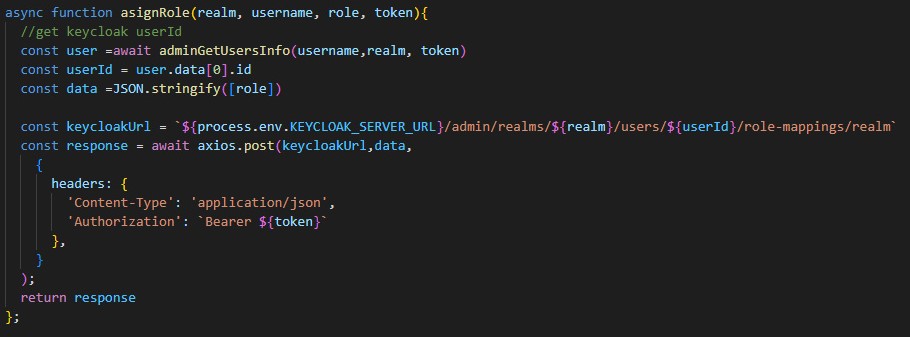 async function asignRole(realm, username, role, token){
  //get keycloak userId
  const user =await adminGetUsersInfo(username,realm, token)
  const userId = user.data[0].id
  const data =JSON.stringify([role])

  const keycloakUrl = `${process.env.KEYCLOAK_SERVER_URL}/admin/realms/${realm}/users/${userId}/role-mappings/realm`
  const response = await axios.post(keycloakUrl,data,
    {
      headers: {
        'Content-Type': 'application/json',
        'Authorization': `Bearer ${token}`
      },
    }
  );
  return response
};